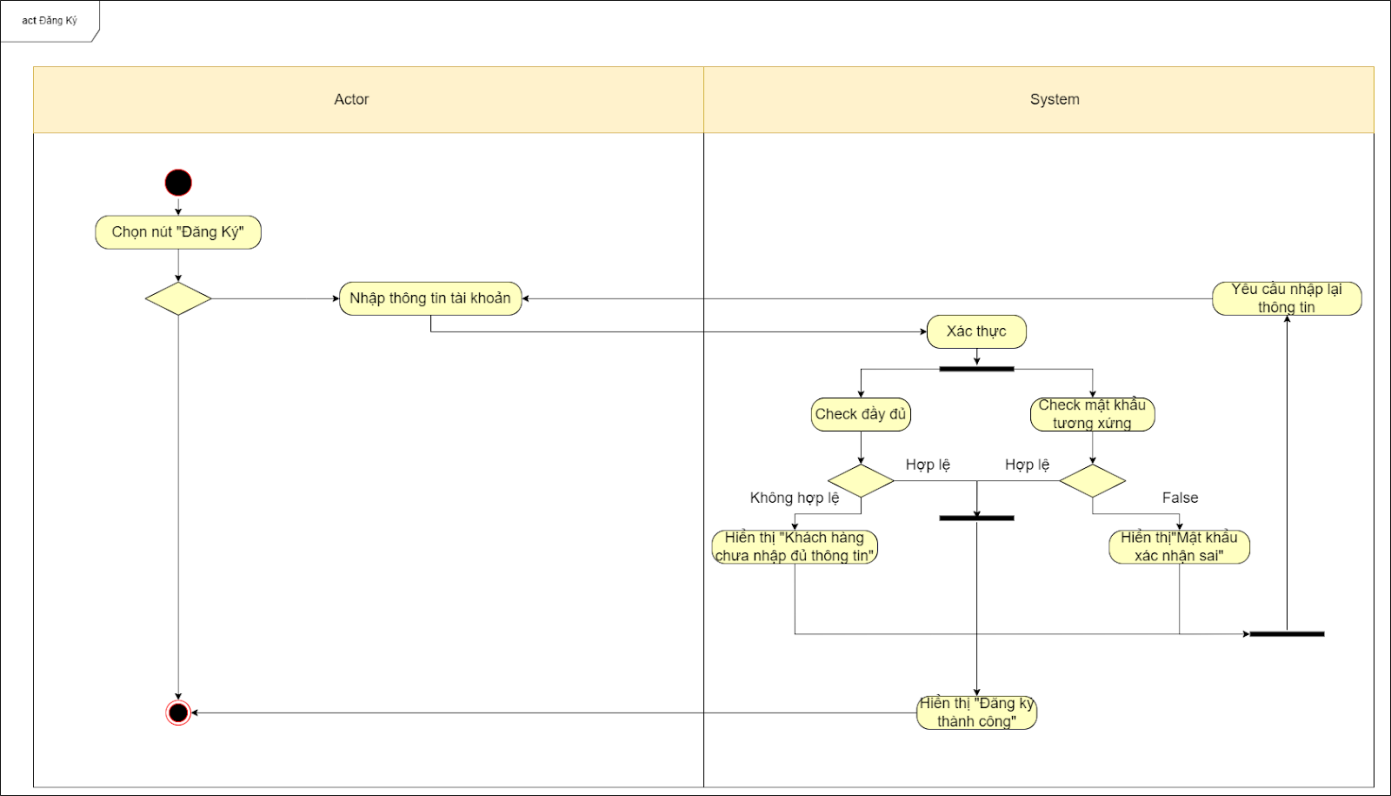 act Đăng Ký
Actor
System
Chọn nút "Đăng Ký"
Nhập thông tin tài khoản
Yêu cầu nhập lại
thông tin
Xác thực
Check đầy đủ
Check mật khẩu
tương xứng
Hợp lệ
Hợp lệ
Không hợp lệ
False
Hiển thị "Khách hàng
chưa nhập đủ thông tin"
Hiển thị"Mật khẩu
xác nhận sai"
Hiển thị "Đăng ký
thành công"